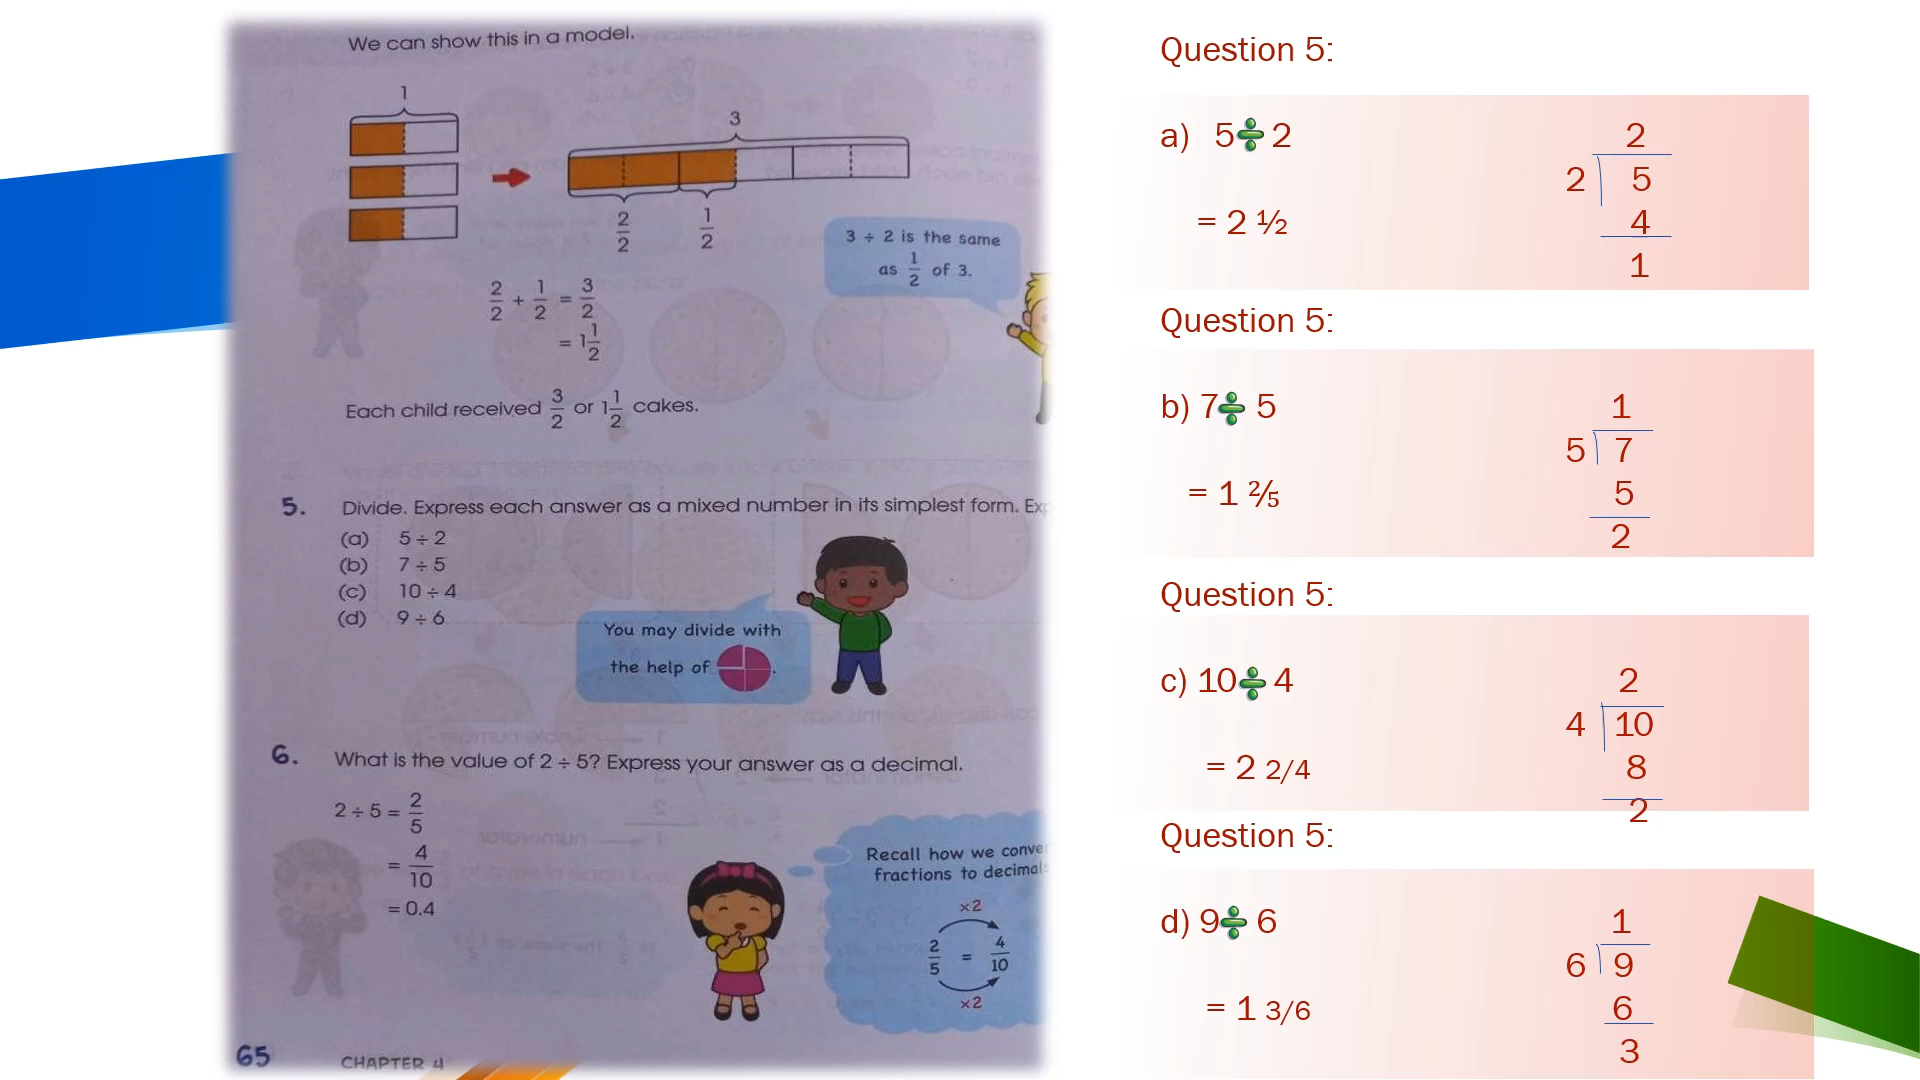 We can show this in a model.
1
3
2/2
1/2
3 ÷ 2 is the same
as 1/2 of 3.
2/2 + 1/2 = 3/2
= 1 1/2
Each child received 3/2 or 1 1/2 cakes.
5. Divide. Express each answer as a mixed number in its simplest form.
(a) 5 ÷ 2
(b) 7 ÷ 5
(c) 10 ÷ 4
(d) 9 ÷ 6
You may divide with
the help of .
6. What is the value of 2 ÷ 5? Express your answer as a decimal.
2 ÷ 5 = 2/5
= 4/10
= 0.4
Recall how we
fractions to
×2
2/5 = 4/10
×2
65 CHAPTER 4
Question 5:
a) 5 ÷ 2
= 2 ½
2
2 5
4
1
Question 5:
b) 7 ÷ 5
= 1 ⅖
1
5 7
5
2
Question 5:
c) 10 ÷ 4
= 2 2/4
2
4 10
8
2
Question 5:
d) 9 ÷ 6
= 1 3/6
1
6 9
6
3